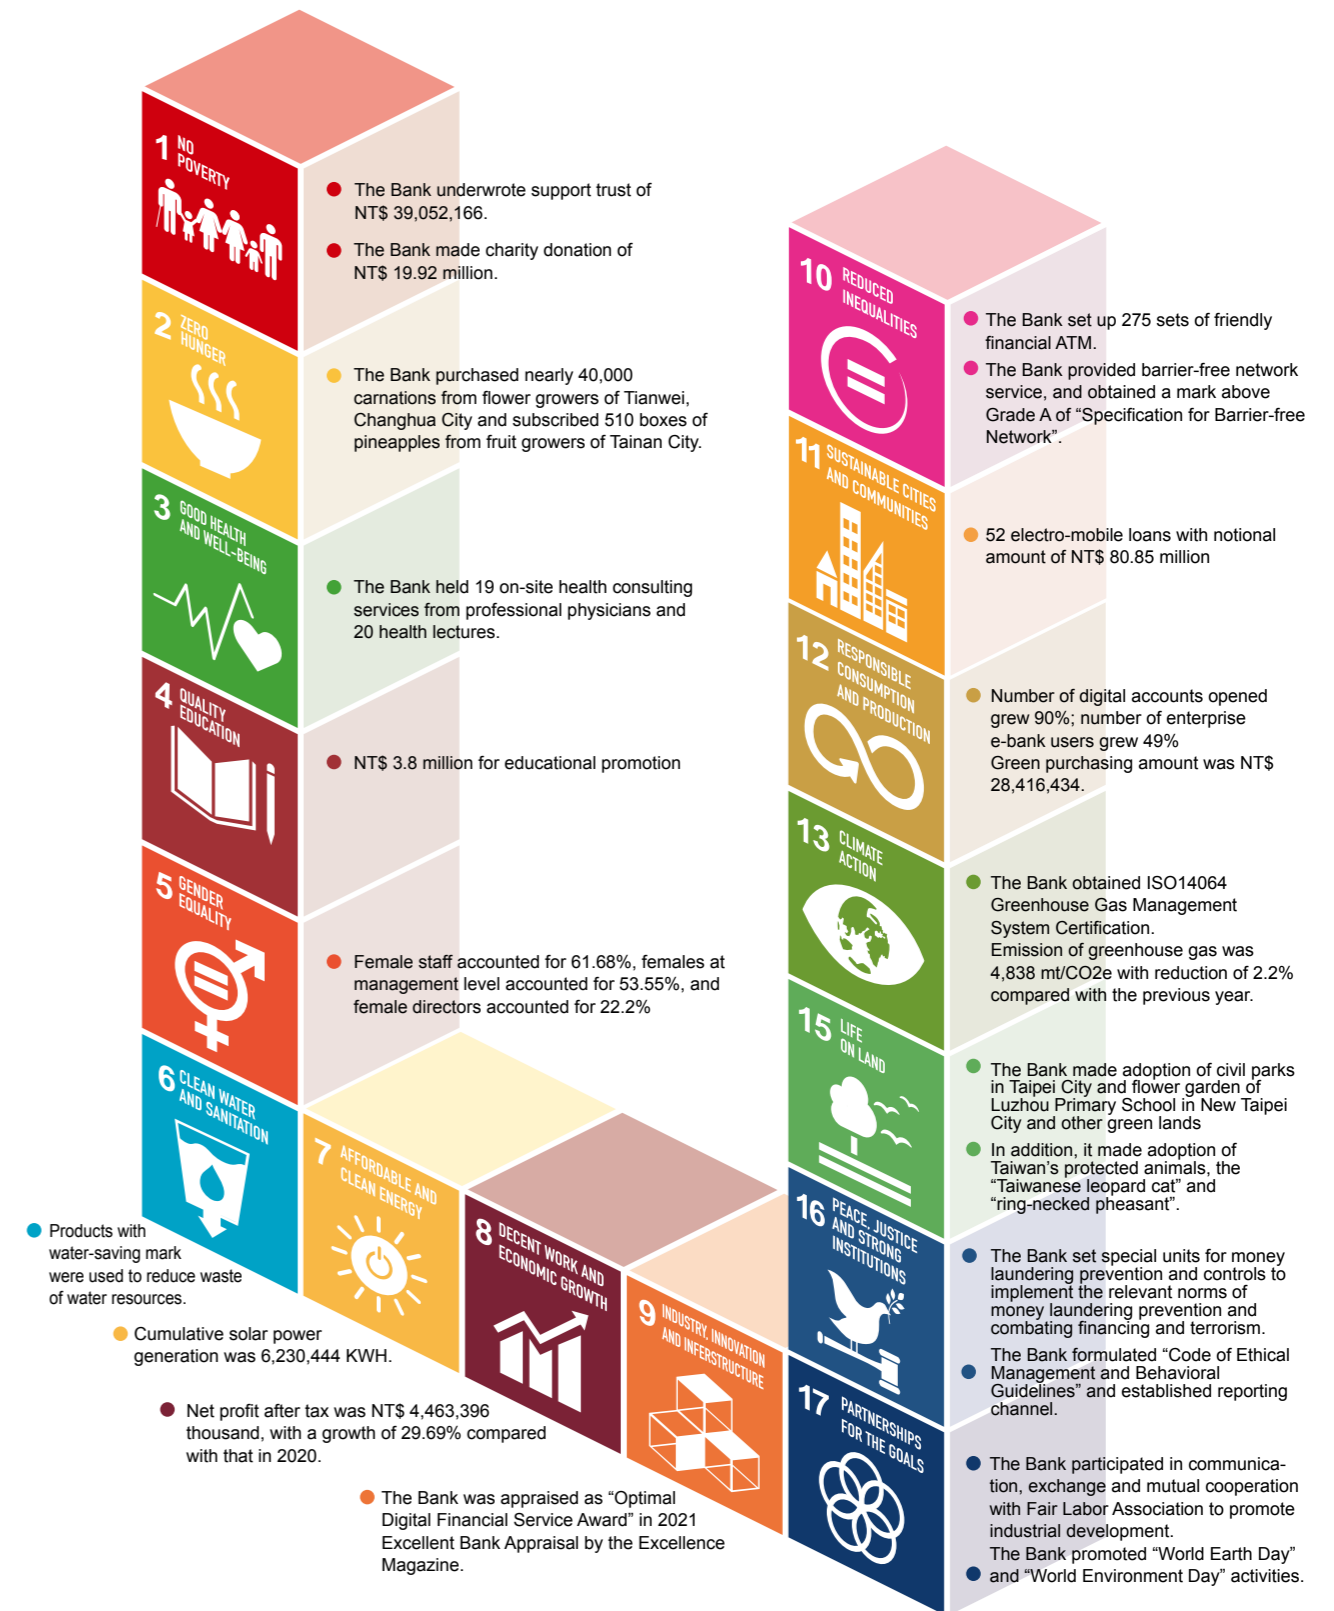 1 NO
POVERTY
The Bank underwrote support trust of
NT$ 39,052,166.
The Bank made charity donation of
NT$ 19.92 million.
2 ZERO
HUNGER
The Bank purchased nearly 40,000
carnations from flower growers of Tianwei,
Changhua City and subscribed 510 boxes of
pineapples from fruit growers of Tainan City.
3 GOOD HEALTH
AND WELL-BEING
The Bank held 19 on-site health consulting
services from professional physicians and
20 health lectures.
4 QUALITY
EDUCATION
NT$ 3.8 million for educational promotion
5 GENDER
EQUALITY
Female staff accounted for 61.68%, females at
management level accounted for 53.55%, and
female directors accounted for 22.2%
6 CLEAN WATER
AND SANITATION
Products with
water-saving mark
were used to reduce waste
of water resources.
7 AFFORDABLE AND
CLEAN ENERGY
Cumulative solar power
generation was 6,230,444 KWH.
8 DECENT WORK AND
ECONOMIC GROWTH
Net profit after tax was NT$ 4,463,396
thousand, with a growth of 29.69% compared
with that in 2020.
9 INDUSTRY, INNOVATION
AND INFERSTRUCTURE
The Bank was appraised as “Optimal
Digital Financial Service Award” in 2021
Excellent Bank Appraisal by the Excellence
Magazine.
10 REDUCED
INEQUALITIES
The Bank set up 275 sets of friendly
financial ATM.
The Bank provided barrier-free network
service, and obtained a mark above
Grade A of “Specification for Barrier-free
Network”.
11 SUSTAINABLE CITIES
AND COMMUNITIES
52 electro-mobile loans with notional
amount of NT$ 80.85 million
12 RESPONSIBLE
CONSUMPTION
AND PRODUCTION
Number of digital accounts opened
grew 90%; number of enterprise
e-bank users grew 49%
Green purchasing amount was NT$
28,416,434.
13 CLIMATE
ACTION
The Bank obtained ISO14064
Greenhouse Gas Management
System Certification.
Emission of greenhouse gas was
4,838 mt/CO2e with reduction of 2.2%
compared with the previous year.
15 LIFE
ON LAND
The Bank made adoption of civil parks
in Taipei City and flower garden of
Luzhou Primary School in New Taipei
City and other green lands
In addition, it made adoption of
Taiwan’s protected animals, the
“Taiwanese leopard cat” and
“ring-necked pheasant”.
16 PEACE, JUSTICE
AND STRONG
INSTITUTIONS
The Bank set special units for money
laundering prevention and controls to
implement the relevant norms of
money laundering prevention and
combating financing and terrorism.
The Bank formulated “Code of Ethical
Management and Behavioral
Guidelines” and established reporting
channel.
17 PARTNERSHIPS
FOR THE GOALS
The Bank participated in communica-
tion, exchange and mutual cooperation
with Fair Labor Association to promote
industrial development.
The Bank promoted “World Earth Day”
and “World Environment Day” activities.